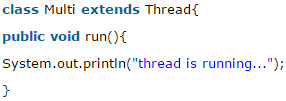 class Multi extends Thread{
public void run(){
System.out.println("thread is running...");
}